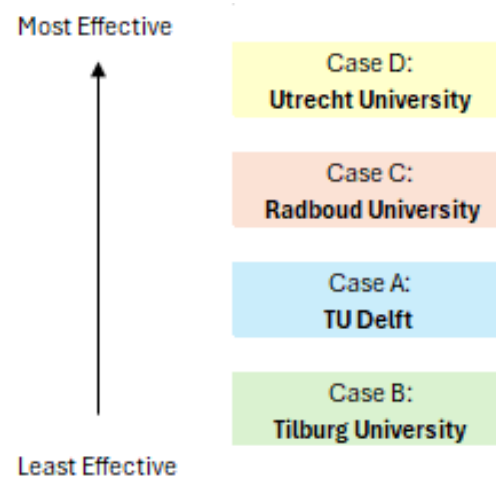 Most Effective
Case D:
Utrecht University
Case C:
Radboud University
Case A:
TU Delft
Case B:
Tilburg University
Least Effective